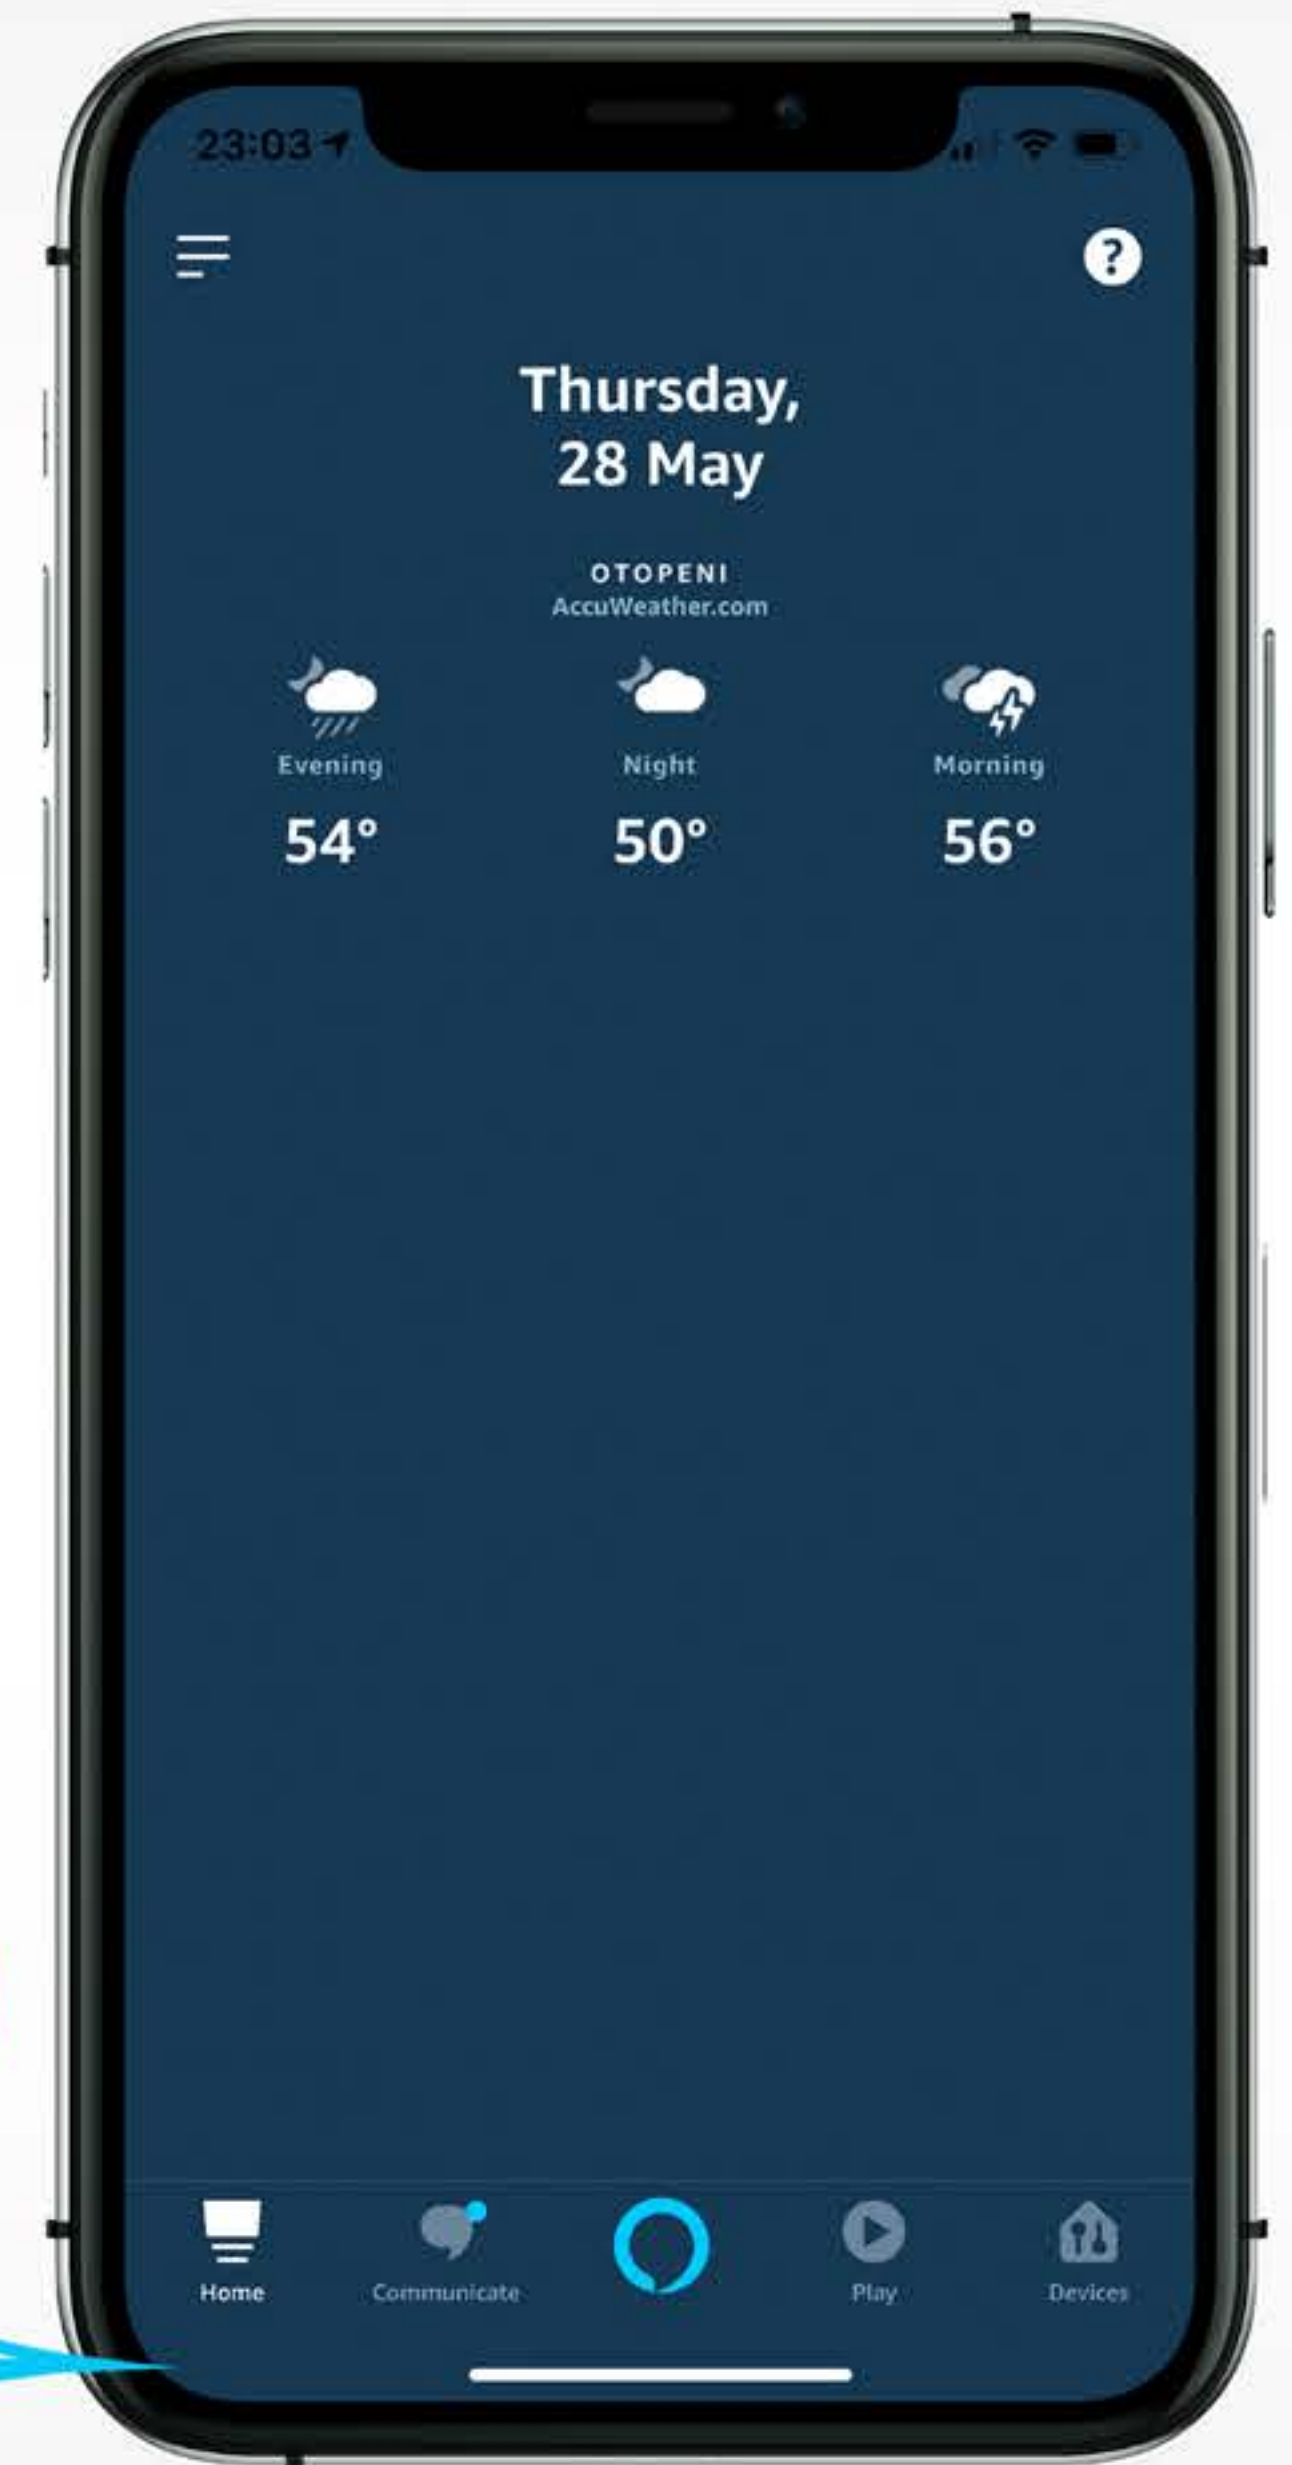 23:03
?
Thursday,
28 May
OTOPENI
AccuWeather.com
Evening
Night
Morning
54°
50°
56°
Home
Communicate
Play
Devices